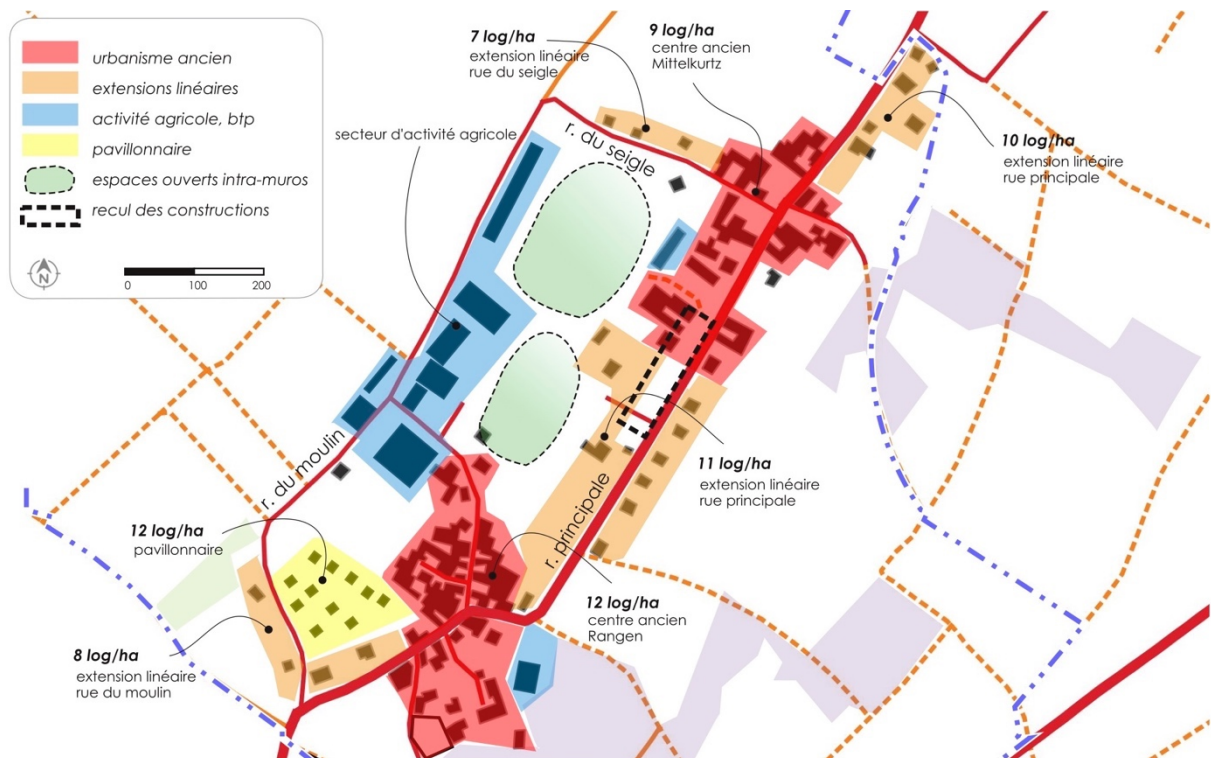 urbanisme ancien
extensions linéaires
activité agricole, btp
pavillonnaire
espaces ouverts intra-muros
recul des constructions
N
0 100 200
7 log/ha
extension linéaire
rue du seigle
9 log/ha
centre ancien
Mittelkurtz
secteur d'activité agricole
r. du seigle
10 log/ha
extension linéaire
rue principale
r. du moulin
11 log/ha
extension linéaire
rue principale
r. principale
12 log/ha
pavillonnaire
12 log/ha
centre ancien
Rangen
8 log/ha
extension linéaire
rue du moulin